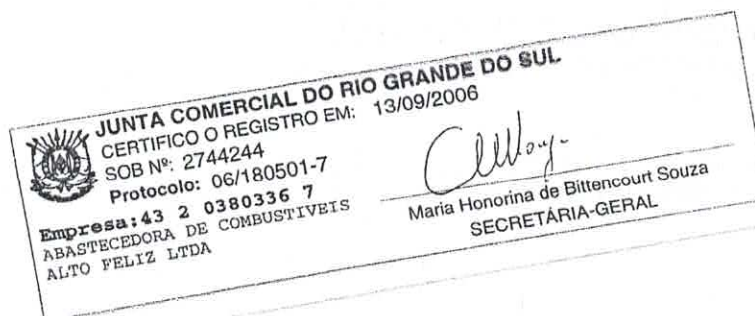 JUNTA COMERCIAL DO RIO GRANDE DO SUL
CERTIFICO O REGISTRO EM: 13/09/2006
SOB Nº: 2744244
Protocolo: 06/180501-7
Empresa:43 2 0380336 7
ABASTECEDORA DE COMBUSTIVEIS
ALTO FELIZ LTDA
Maria Honorina de Bittencourt Souza
SECRETÁRIA-GERAL